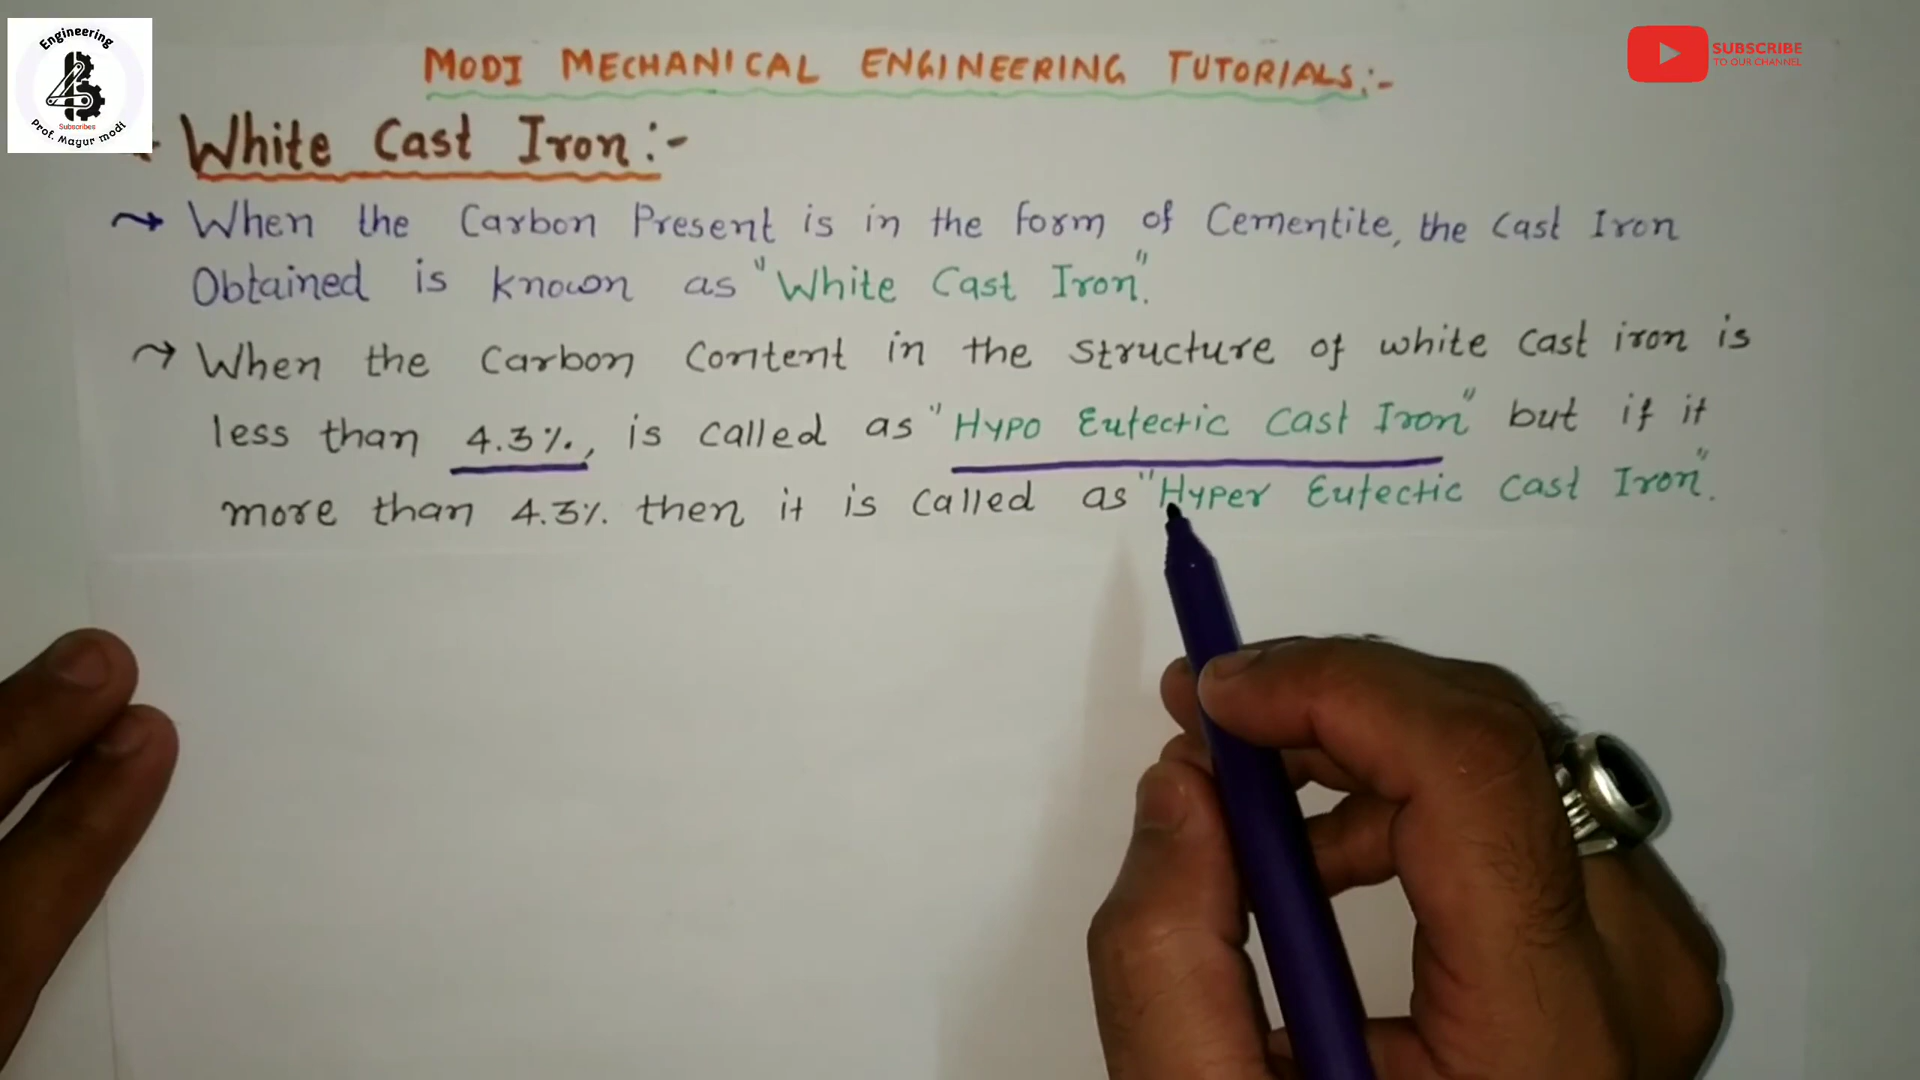 Engineering
Subscribes
Prof. Mayur modi
SUBSCRIBE
TO OUR CHANNEL
MODI MECHANICAL ENGINEERING TUTORIALS:-
White Cast Iron:-
When the Carbon Present is in the form of Cementite, the Cast Iron
Obtained is known as "White Cast Iron".
When the Carbon Content in the structure of white cast iron is
less than 4.3%, is called as "Hypo Eutectic Cast Iron" but if it
more than 4.3% then it is called as "Hyper Eutectic Cast Iron".